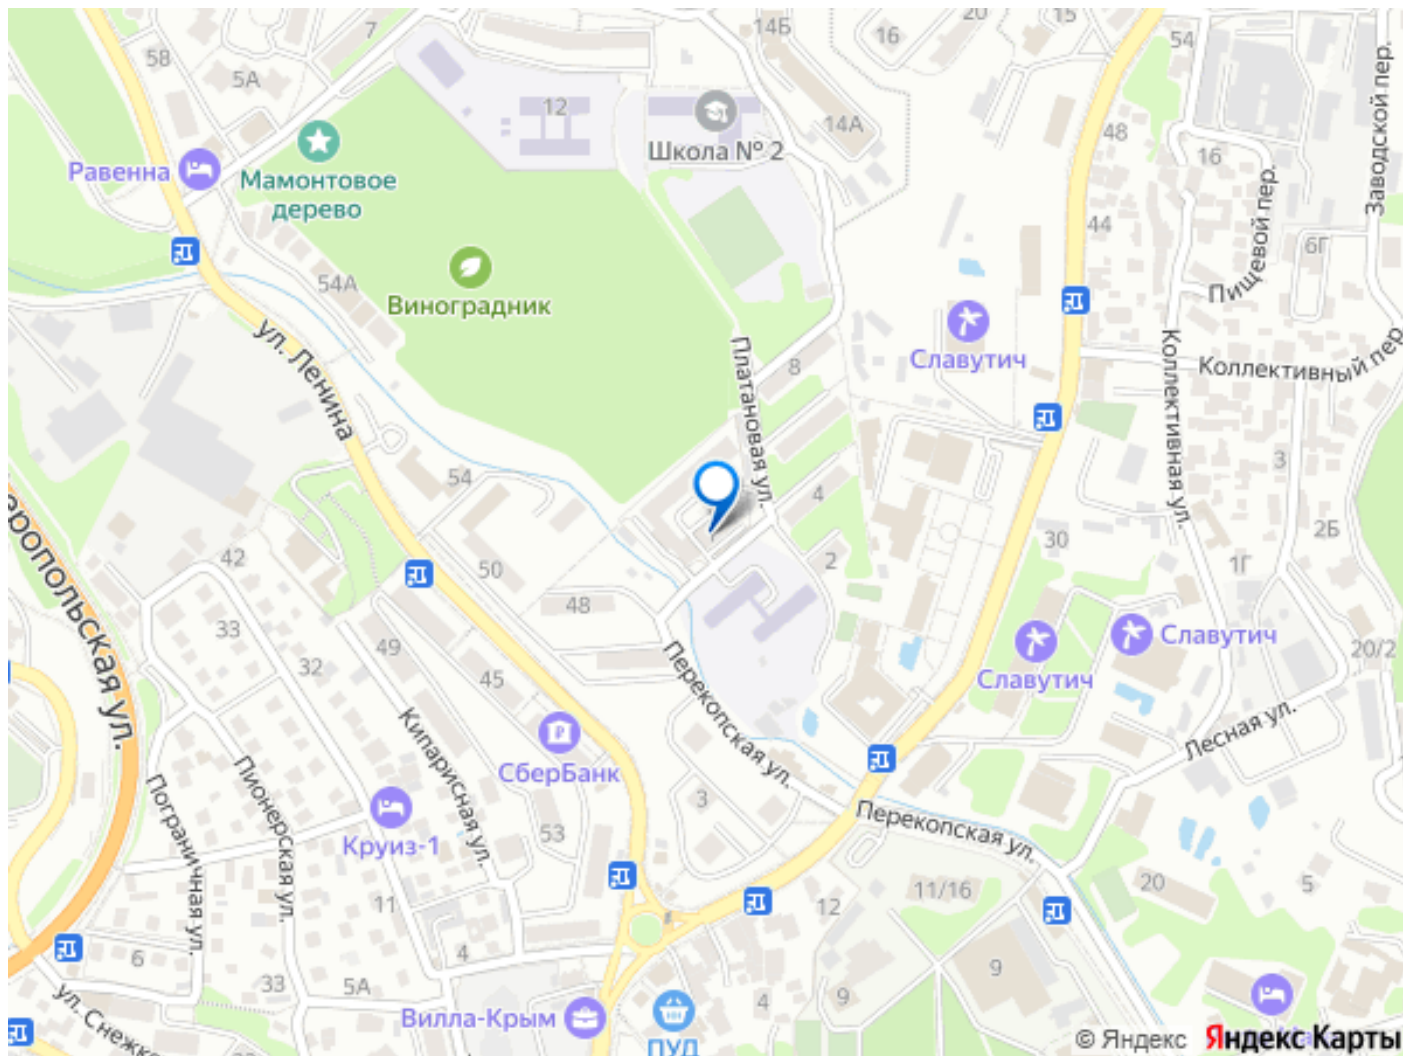 58
7
5А
12
14Б
16
20
15
54
14А
Школа № 2
48
16
Заводской пер.
Равенна
Мамонтовое
дерево
Пищевой пер.
44
6Г
54А
Виноградник
ул. Ленина
Платановая ул.
8
Славутич
Коллективная ул.
Коллективный пер
54
4
3
2Б
30
1Г
42
50
48
2
33
49
32
45
Славутич
Славутич
20/2
еропольская ул.
Перекопская ул.
Лесная ул.
Кипарисная ул.
СберБанк
Пионерская ул.
Пограничная ул.
Круиз-1
53
3
Перекопская ул.
11
11/16
12
20
5
6
33
5А
4
9
9
4
ул. Снежк
Вилла-Крым
ПУД
© Яндекс
Яндекс Карты